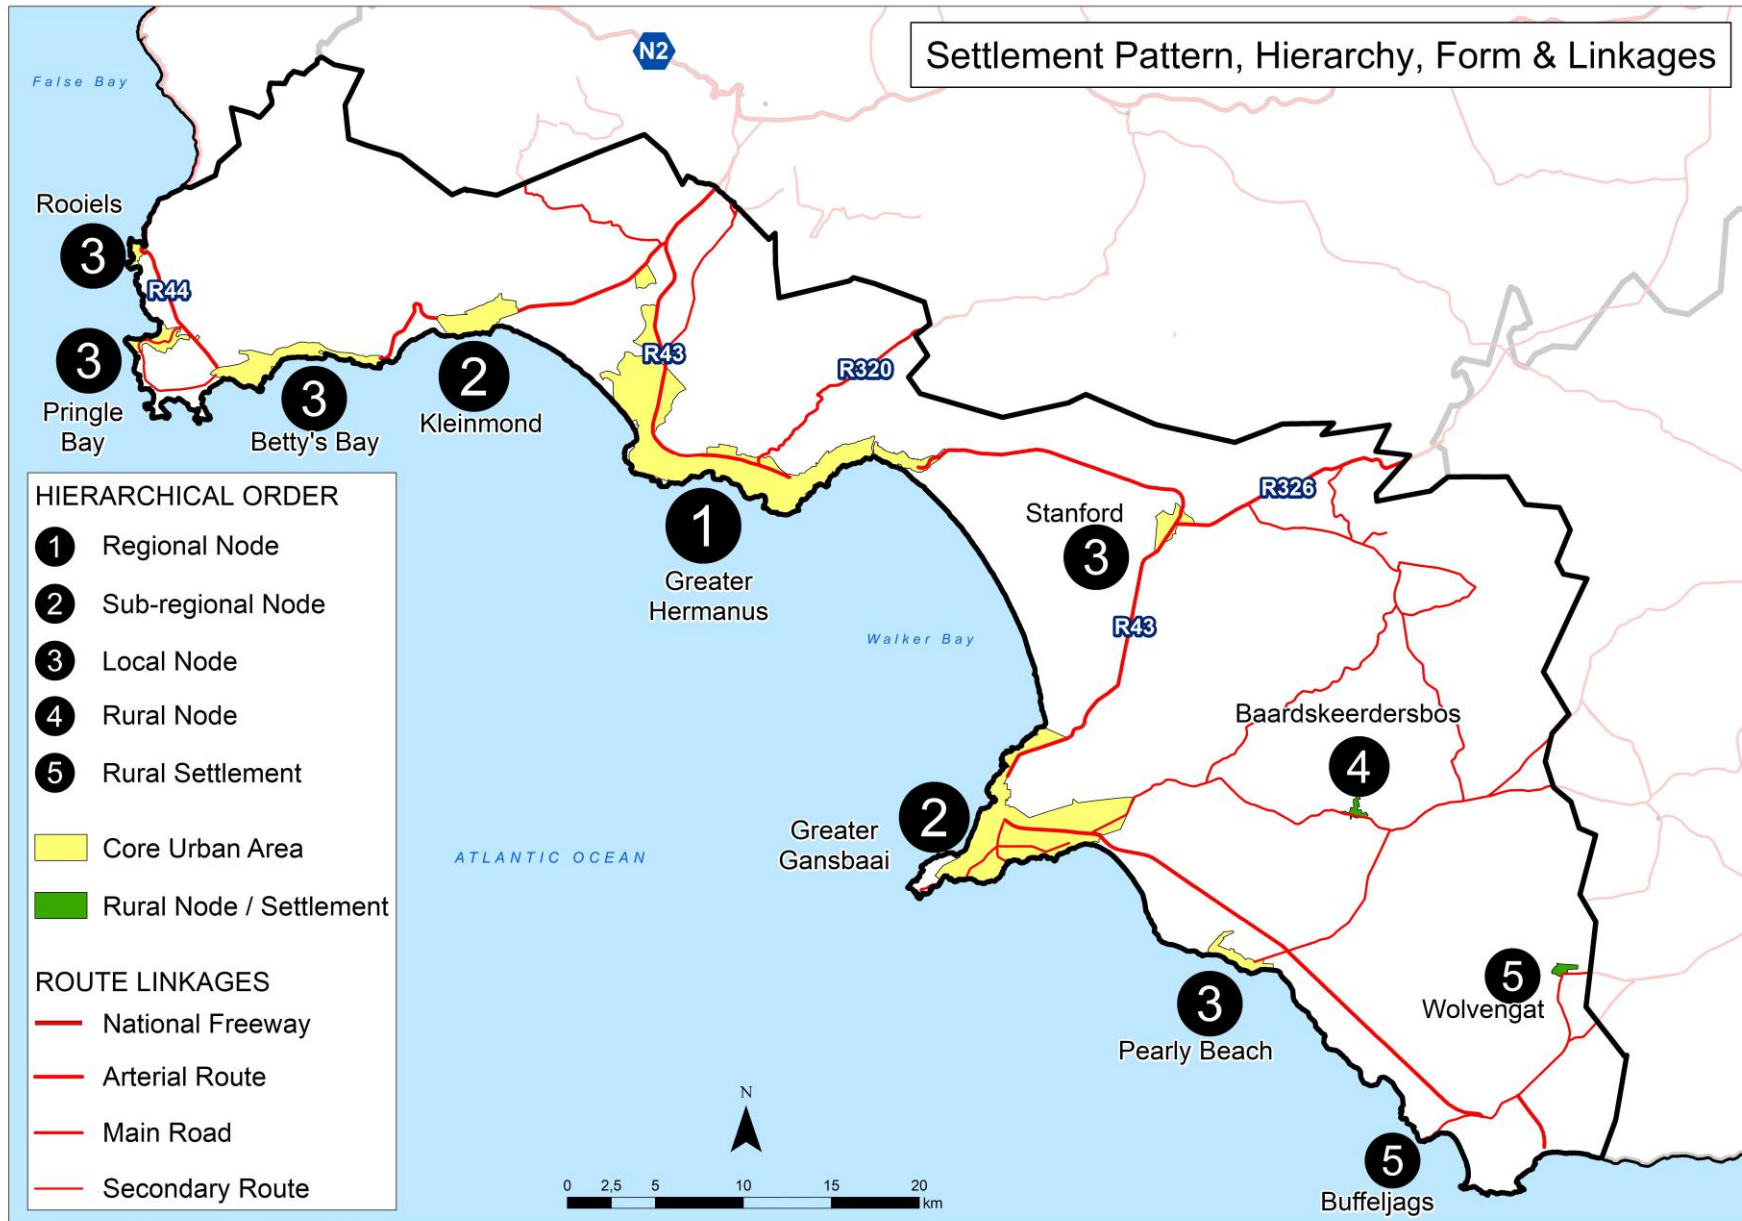 Settlement Pattern, Hierarchy, Form & Linkages
N2
False Bay
Rooiels
3
R44
3
Pringle
Bay
3
Betty's Bay
2
Kleinmond
R43
R320
1
Greater
Hermanus
R326
Stanford
3
R43
Walker Bay
Baardskeerdersbos
4
2
Greater
Gansbaai
ATLANTIC OCEAN
3
Pearly Beach
5
Wolvengat
5
Buffeljags
HIERARCHICAL ORDER
1 Regional Node
2 Sub-regional Node
3 Local Node
4 Rural Node
5 Rural Settlement
Core Urban Area
Rural Node / Settlement
ROUTE LINKAGES
National Freeway
Arterial Route
Main Road
Secondary Route
N
0 2,5 5 10 15 20
km